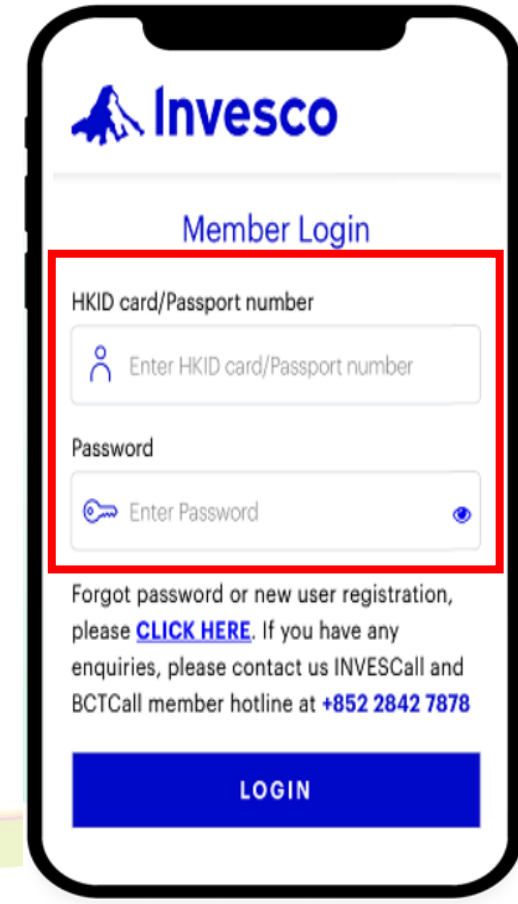 Invesco
Member Login
HKID card/Passport number
Enter HKID card/Passport number
Password
Enter Password
Forgot password or new user registration,
please CLICK HERE. If you have any
enquiries, please contact us INVESCall and
BCTCall member hotline at +852 2842 7878
LOGIN